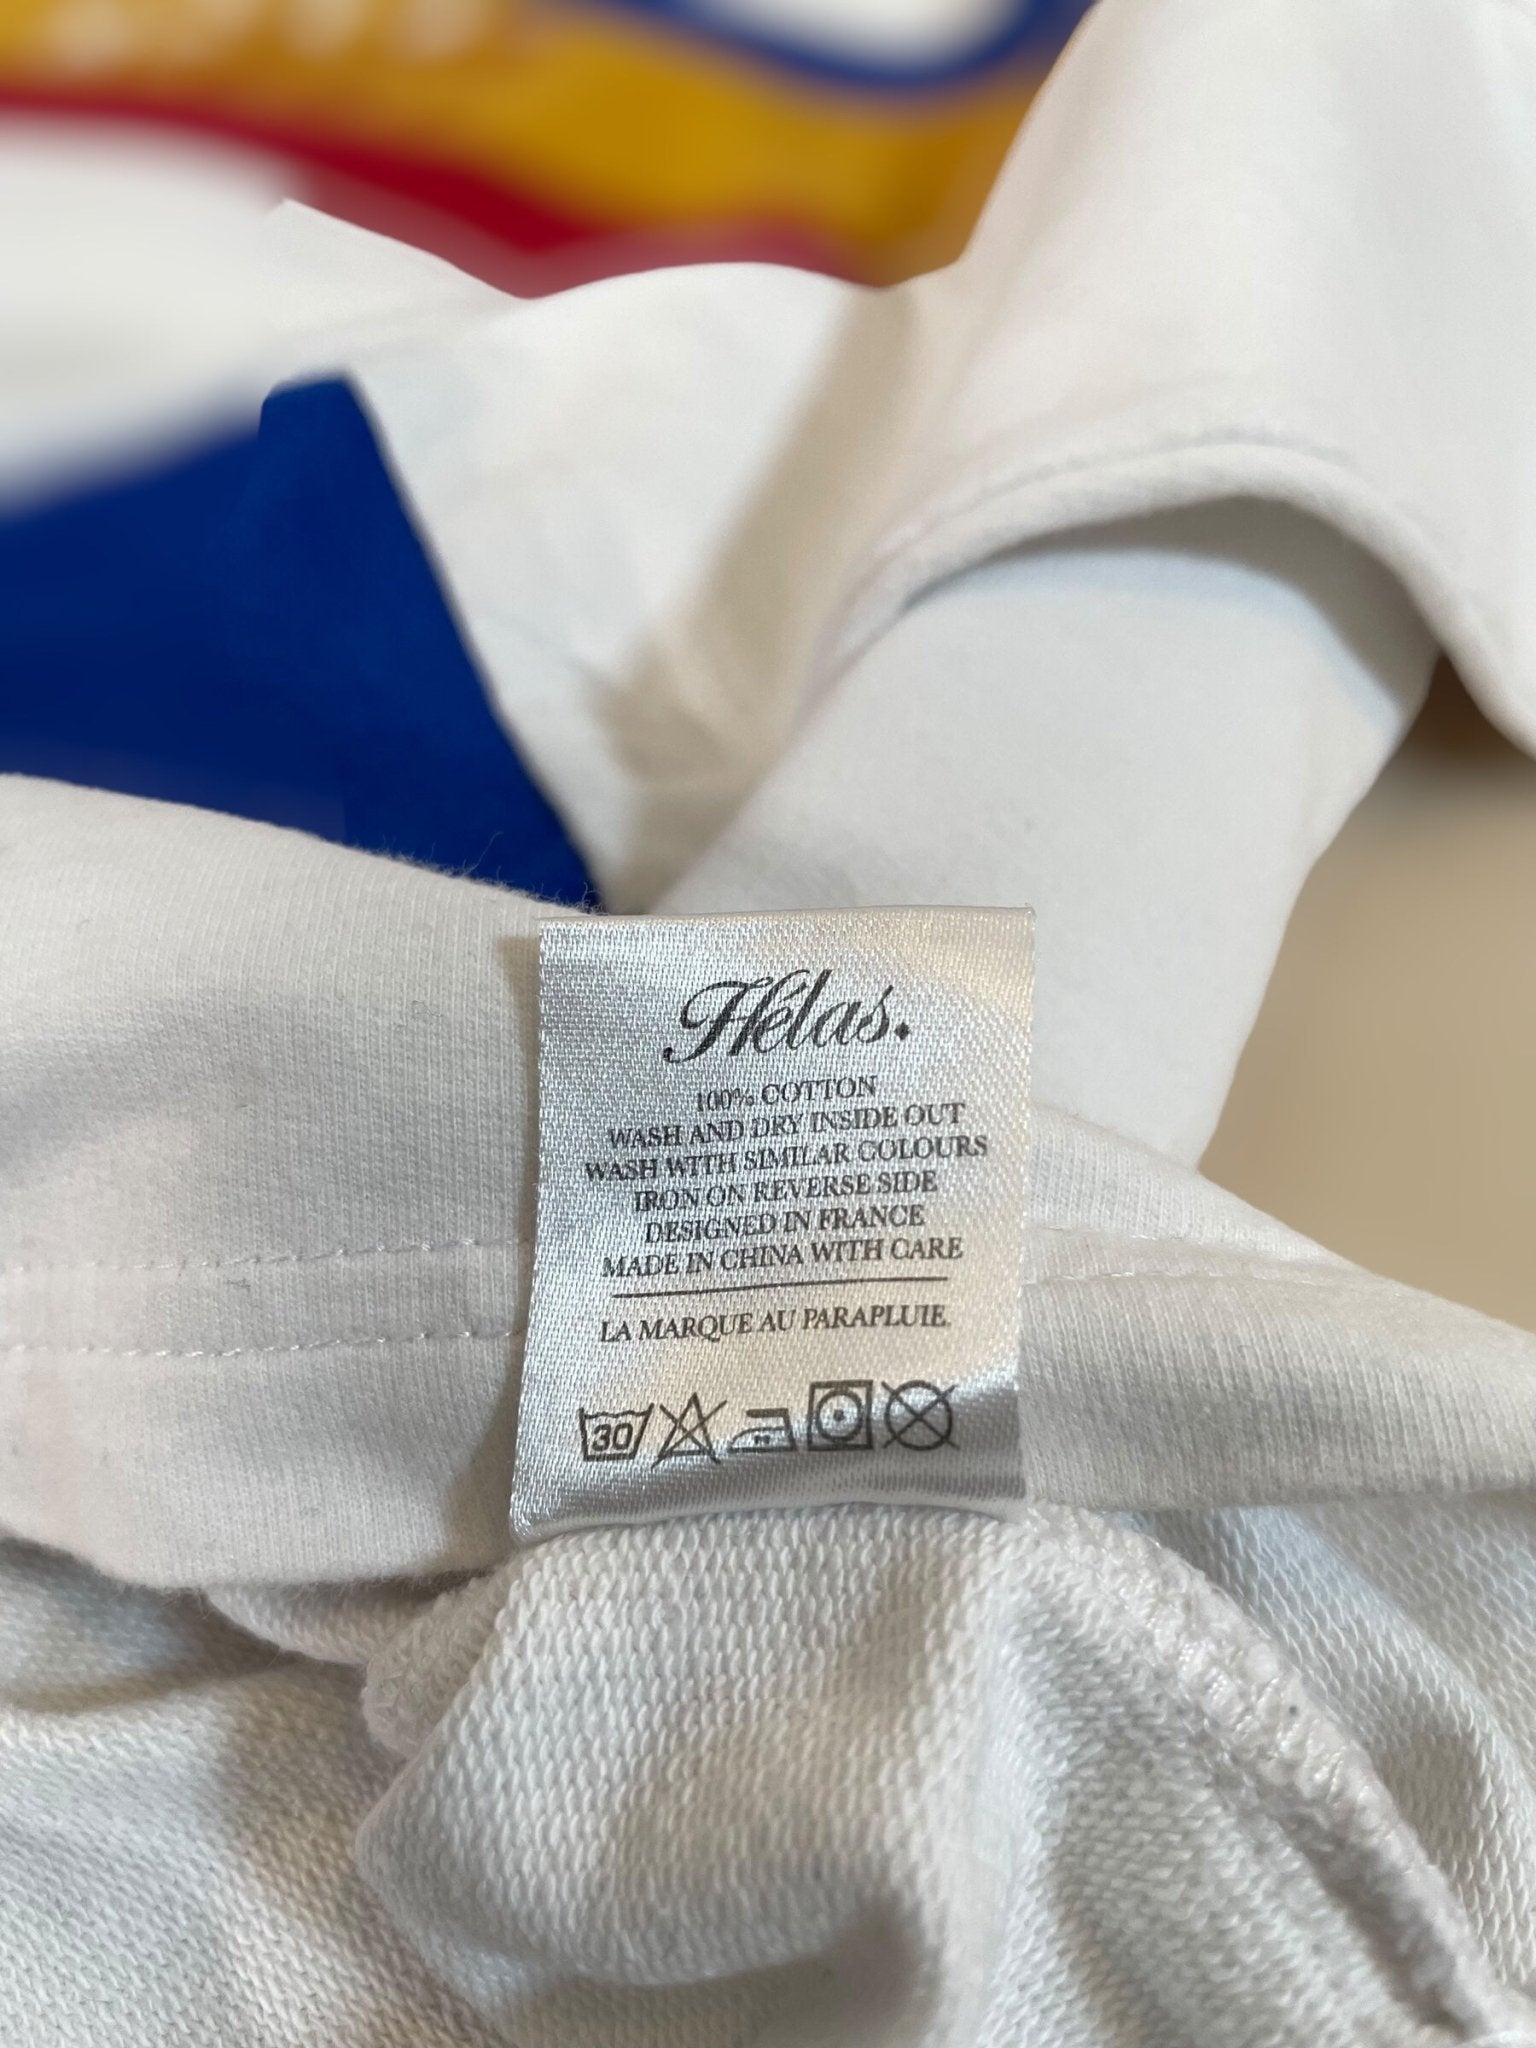 Hélas.
100% COTTON
WASH AND DRY INSIDE OUT
WASH WITH SIMILAR COLOURS
IRON ON REVERSE SIDE
DESIGNED IN FRANCE
MADE IN CHINA WITH CARE
LA MARQUE AU PARAPLUIE.
30